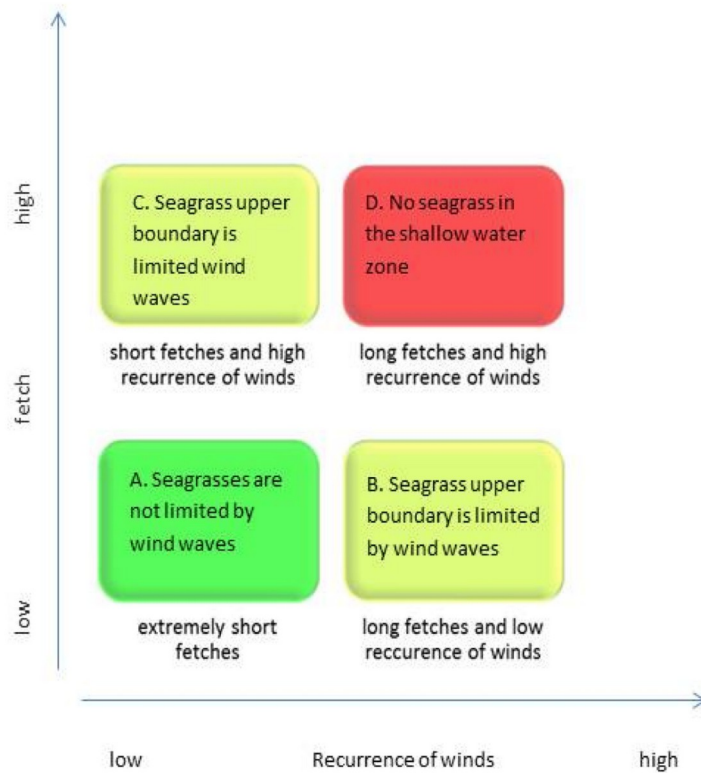 high
C. Seagrass upper
boundary is
limited wind
waves
D. No seagrass in
the shallow water
zone
short fetches and high
recurrence of winds
long fetches and high
recurrence of winds
fetch
A. Seagrasses are
not limited by
wind waves
B. Seagrass upper
boundary is limited
by wind waves
low
extremely short
fetches
long fetches and low
reccurence of winds
low
Recurrence of winds
high